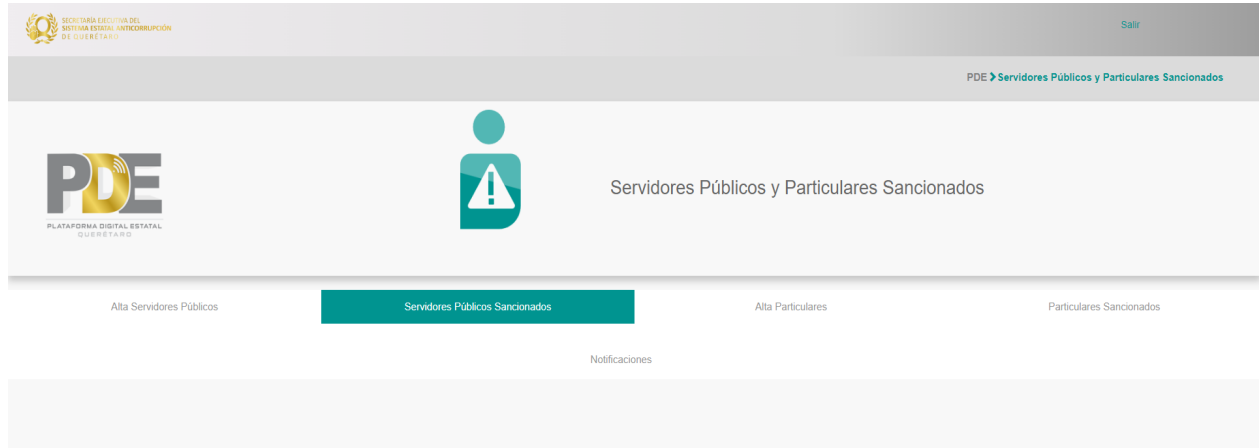 SECRETARÍA EJECUTIVA DEL
SISTEMA ESTATAL ANTICORRUPCIÓN
DE QUERÉTARO
Salir
PDE Servidores Públicos y Particulares Sancionados
PDE
PLATAFORMA DIGITAL ESTATAL
QUERÉTARO
Servidores Públicos y Particulares Sancionados
Alta Servidores Públicos
Servidores Públicos Sancionados
Alta Particulares
Particulares Sancionados
Notificaciones